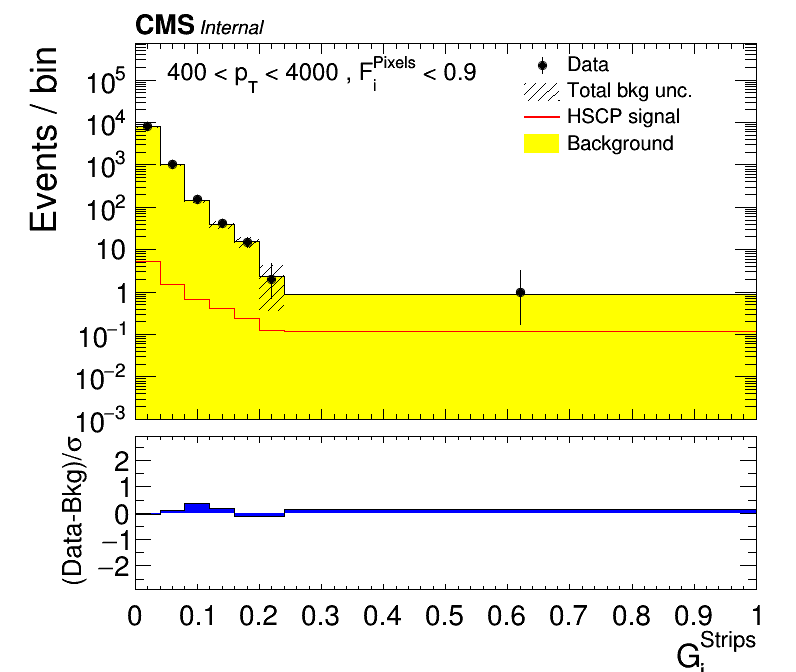 CMS Internal
400 < p_T < 4000 , F_i^Pixels < 0.9
Data
Total bkg unc.
HSCP signal
Background
Events / bin
10^5
10^4
10^3
10^2
10
1
10^−1
10^−2
10^−3
(Data-Bkg)/σ
2
1
0
−1
−2
0 0.1 0.2 0.3 0.4 0.5 0.6 0.7 0.8 0.9 1
G_i^Strips